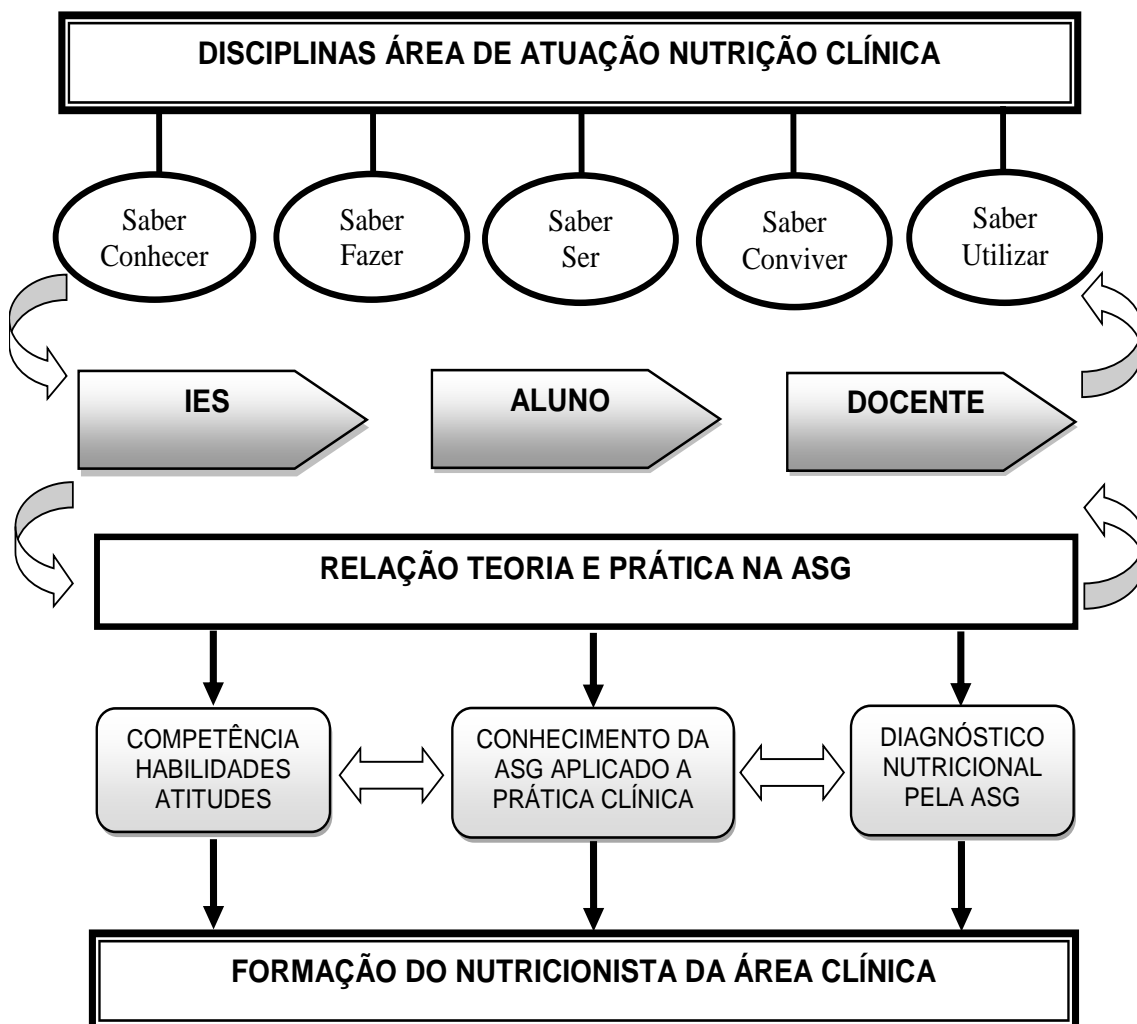 DISCIPLINAS ÁREA DE ATUAÇÃO NUTRIÇÃO CLÍNICA
Saber
Conhecer
Saber
Fazer
Saber
Ser
Saber
Conviver
Saber
Utilizar
IES
ALUNO
DOCENTE
RELAÇÃO TEORIA E PRÁTICA NA ASG
COMPETÊNCIA
HABILIDADES
ATITUDES
CONHECIMENTO DA
ASG APLICADO A
PRÁTICA CLÍNICA
DIAGNÓSTICO
NUTRICIONAL
PELA ASG
FORMAÇÃO DO NUTRICIONISTA DA ÁREA CLÍNICA